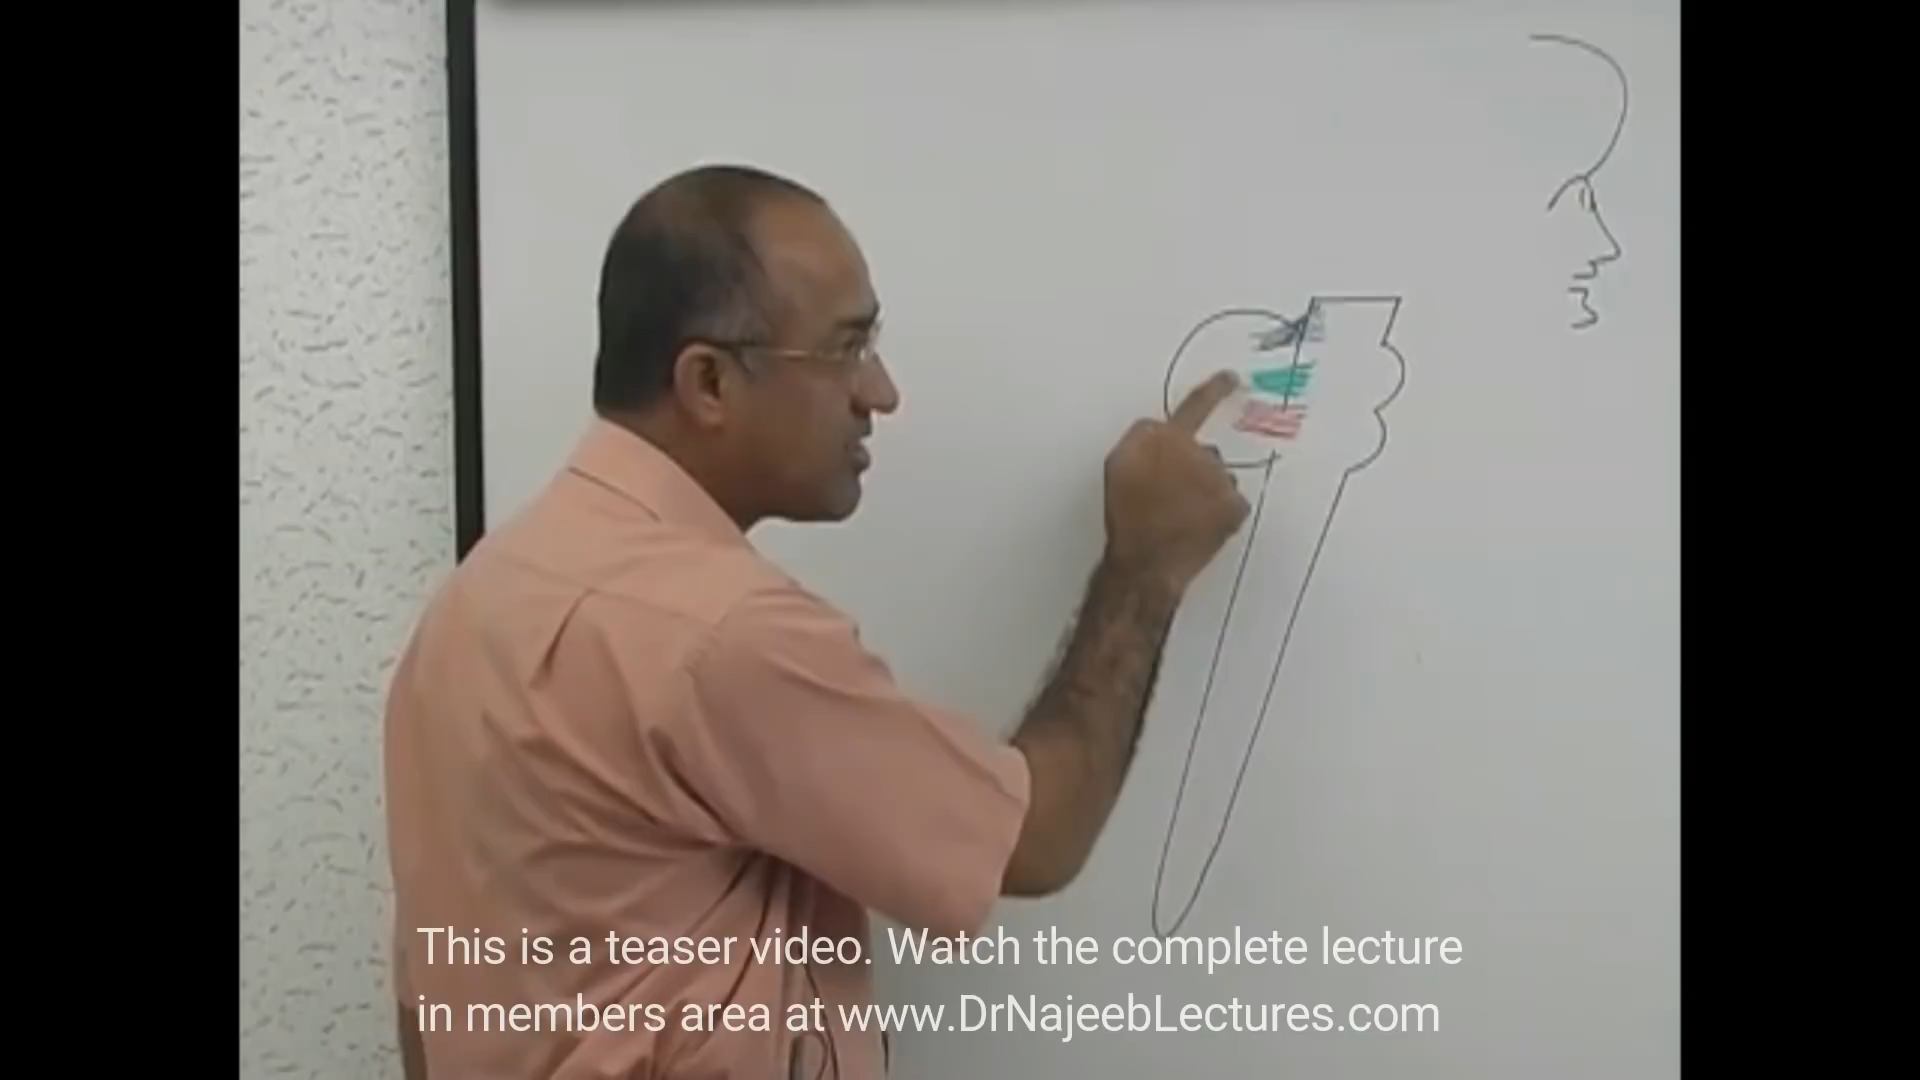 This is a teaser video. Watch the complete lecture
in members area at www.DrNajeebLectures.com